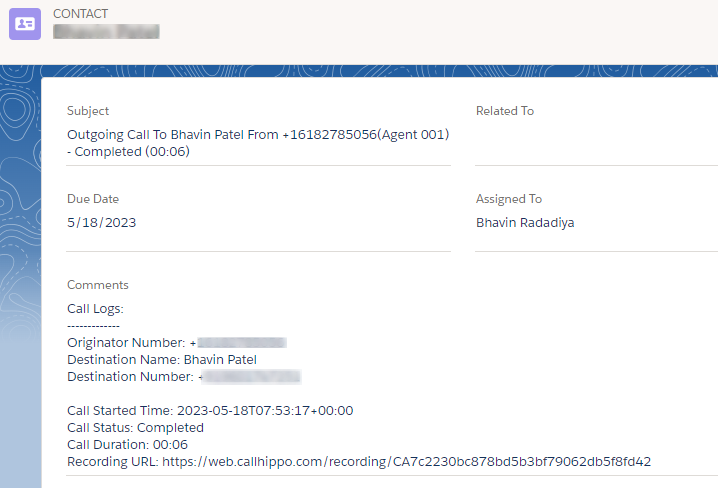 CONTACT
Subject
Outgoing Call To Bhavin Patel From +16182785056(Agent 001)
- Completed (00:06)
Related To
Due Date
5/18/2023
Assigned To
Bhavin Radadiya
Comments
Call Logs:
-------------
Originator Number: +
Destination Name: Bhavin Patel
Destination Number: +
Call Started Time: 2023-05-18T07:53:17+00:00
Call Status: Completed
Call Duration: 00:06
Recording URL: https://web.callhippo.com/recording/CA7c2230bc878bd5b3bf79062db5f8fd42